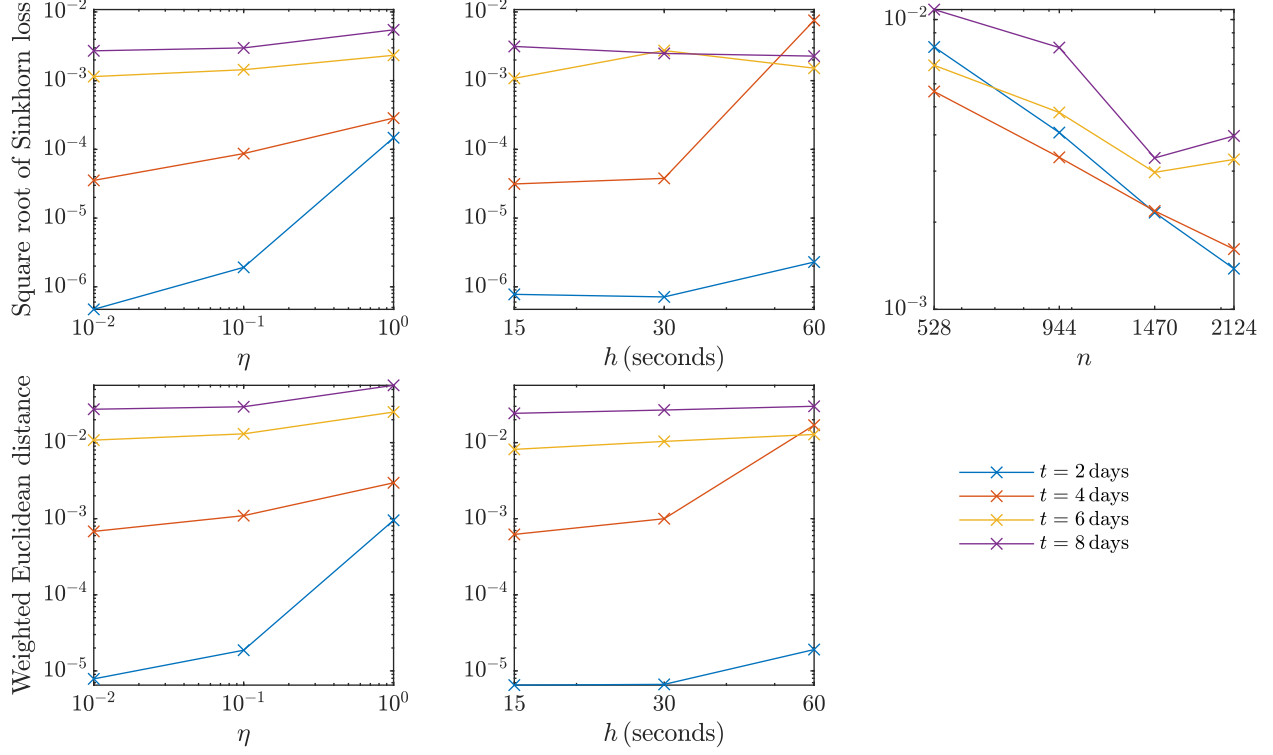 Square root of Sinkhorn loss
10⁻²
10⁻³
10⁻⁴
10⁻⁵
10⁻⁶
10⁻² 10⁻¹ 10⁰
η
10⁻²
10⁻³
10⁻⁴
10⁻⁵
10⁻⁶
15 30 60
h (seconds)
10⁻²
10⁻³
528 944 1470 2124
n
Weighted Euclidean distance
10⁻²
10⁻³
10⁻⁴
10⁻⁵
10⁻² 10⁻¹ 10⁰
η
10⁻²
10⁻³
10⁻⁴
10⁻⁵
15 30 60
h (seconds)
t = 2 days
t = 4 days
t = 6 days
t = 8 days